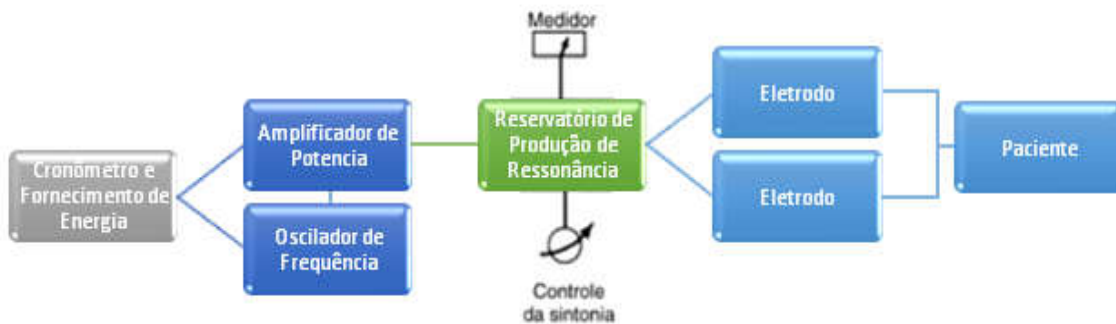 Medidor
Cronômetro e
Fornecimento de
Energia
Amplificador de
Potencia
Oscilador de
Frequência
Reservatório de
Produção de
Ressonância
Controle
da sintonia
Eletrodo
Eletrodo
Paciente